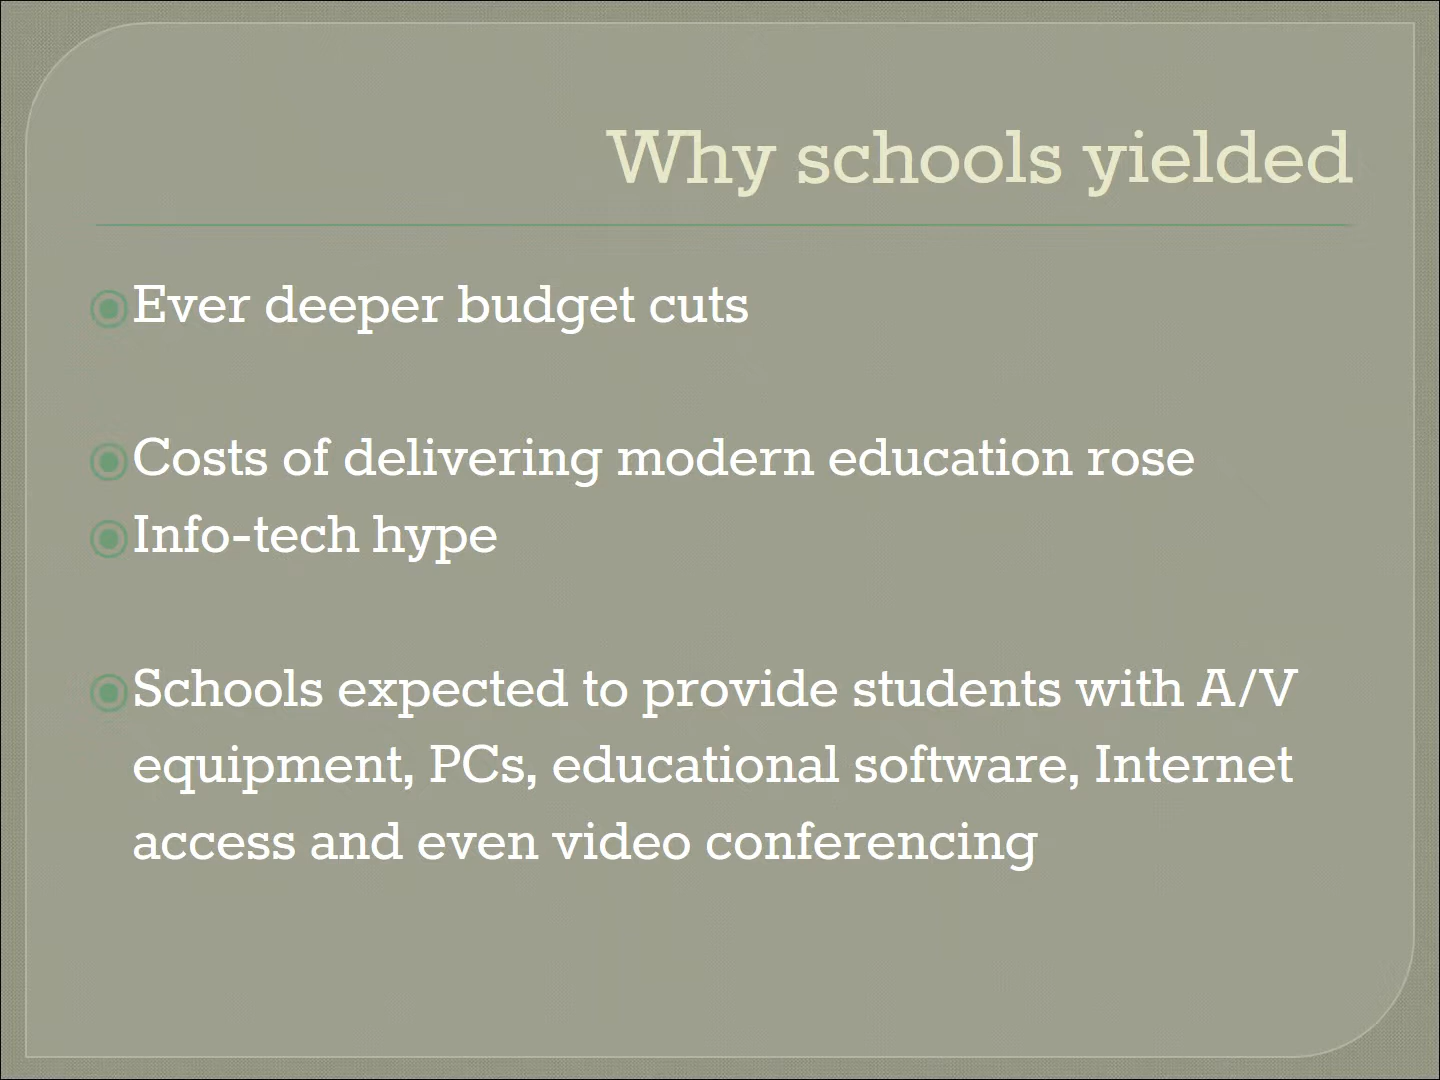 Why schools yielded
Ever deeper budget cuts
Costs of delivering modern education rose
Info-tech hype
Schools expected to provide students with A/V
equipment, PCs, educational software, Internet
access and even video conferencing